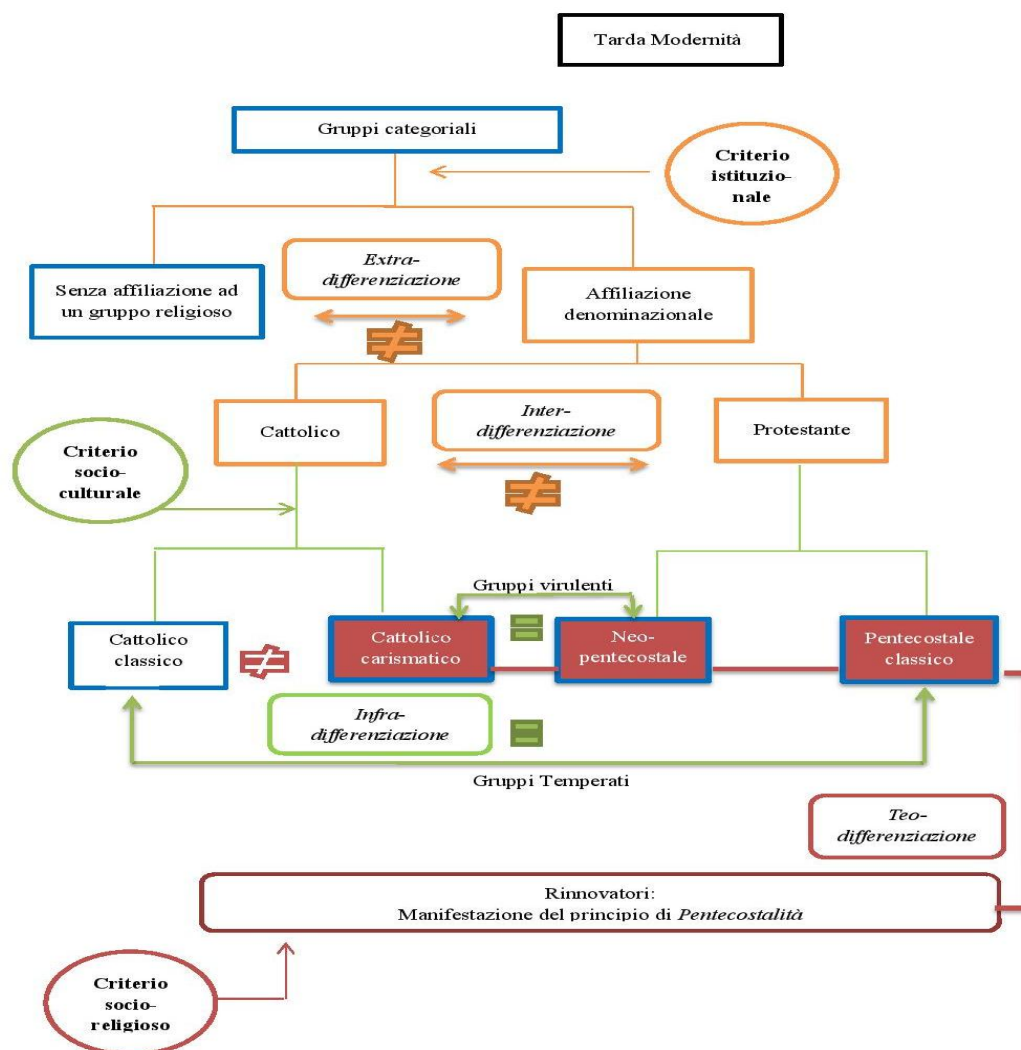 Tarda Modernità
Gruppi categoriali
Criterio
istituzio-
nale
Extra-
differenziazione
Senza affiliazione ad
un gruppo religioso
Affiliazione
denominazionale
≠
Inter-
differenziazione
Cattolico
Protestante
Criterio
socio-
culturale
≠
Gruppi virulenti
=
Cattolico
classico
≠
Cattolico
carismatico
Neo-
pentecostale
Pentecostale
classico
Infra-
differenziazione
=
Gruppi Temperati
Teo-
differenziazione
Rinnovatori:
Manifestazione del principio di Pentecostalità
Criterio
socio-
religioso